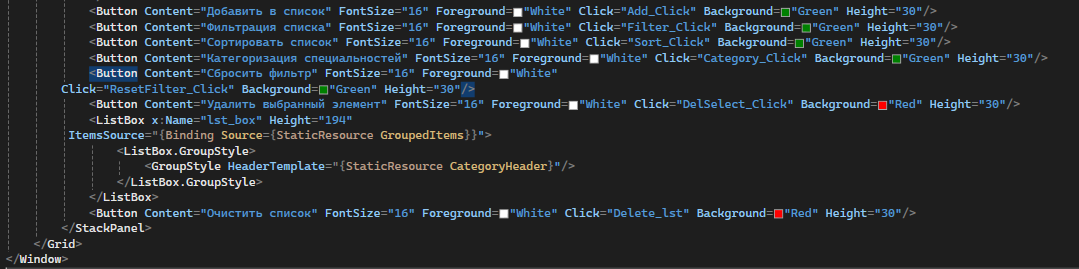 <Button Content="Добавить в список" FontSize="16" Foreground="White" Click="Add_Click" Background="Green" Height="30"/>
<Button Content="Фильтрация списка" FontSize="16" Foreground="White" Click="Filter_Click" Background="Green" Height="30"/>
<Button Content="Сортировать список" FontSize="16" Foreground="White" Click="Sort_Click" Background="Green" Height="30"/>
<Button Content="Категоризация специальностей" FontSize="16" Foreground="White" Click="Category_Click" Background="Green" Height="30"/>
<Button Content="Сбросить фильтр" FontSize="16" Foreground="White"
Click="ResetFilter_Click" Background="Green" Height="30"/>
<Button Content="Удалить выбранный элемент" FontSize="16" Foreground="White" Click="DelSelect_Click" Background="Red" Height="30"/>
<ListBox x:Name="lst_box" Height="194"
ItemsSource="{Binding Source={StaticResource GroupedItems}}">
<ListBox.GroupStyle>
<GroupStyle HeaderTemplate="{StaticResource CategoryHeader}"/>
</ListBox.GroupStyle>
</ListBox>
<Button Content="Очистить список" FontSize="16" Foreground="White" Click="Delete_lst" Background="Red" Height="30"/>
</StackPanel>
</Grid>
</Window>